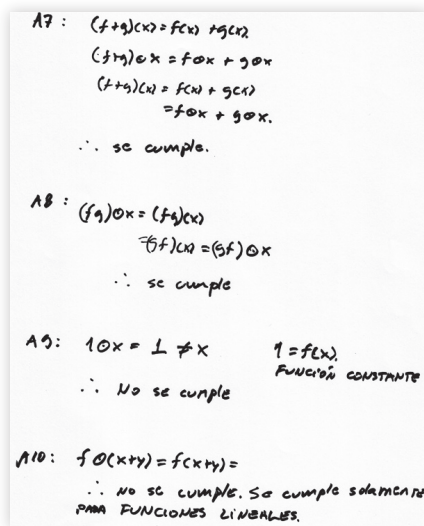 A7: (f+g)(x)=f(x)+g(x)
(f+g)⊙x = f⊙x + g⊙x
(f+g)(x) = f(x) + g(x)
=f⊙x + g⊙x.
∴ se cumple.
A8: (fg)⊙x = (fg)(x)
=(gf)(x)=(gf)⊙x
∴ se cumple
A9: 1⊙x = 1 ≠ x 1=f(x).
FUNCIÓN CONSTANTE
∴ No se cumple
A10: f⊙(x+y)=f(x+y)=
∴ no se cumple. Se cumple solamente
PARA FUNCIONES LINEALES.